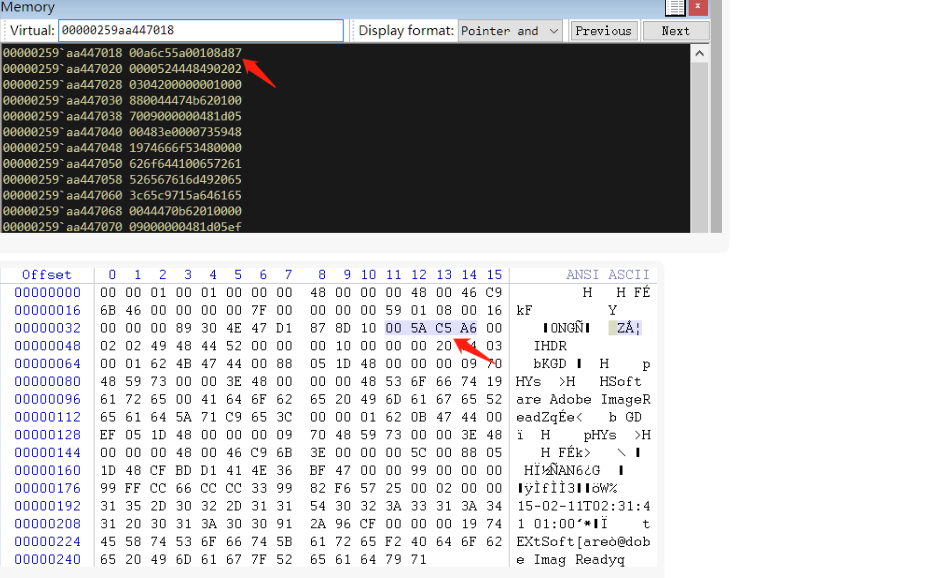 Memory
x
Virtual: 00000259aa447018 Display format: Pointer and Previous Next
00000259`aa447018 00a6c55a00108d87
00000259`aa447020 0000524448490202
00000259`aa447028 0304200000001000
00000259`aa447030 880044474b620100
00000259`aa447038 7009000000481d05
00000259`aa447040 00483e0000735948
00000259`aa447048 1974666f53480000
00000259`aa447050 626f644100657261
00000259`aa447058 526567616d492065
00000259`aa447060 3c65c9715a646165
00000259`aa447068 0044470b62010000
00000259`aa447070 09000000481d05ef
Offset 0 1 2 3 4 5 6 7 8 9 10 11 12 13 14 15 ANSI ASCII
00000000 00 00 01 00 01 00 00 00 48 00 00 00 48 00 46 C9 H H FÉ
00000016 6B 46 00 00 00 00 7F 00 00 00 00 59 01 08 00 16 kF Y
00000032 00 00 00 89 30 4E 47 D1 87 8D 10 00 5A C5 A6 00 0NGÑ ZÅ¦
00000048 02 02 49 48 44 52 00 00 00 10 00 00 00 20 04 03 IHDR
00000064 00 01 62 4B 47 44 00 88 05 1D 48 00 00 00 09 70 bKGD H p
00000080 48 59 73 00 00 3E 48 00 00 00 48 53 6F 66 74 19 HYs >H HSoft
00000096 61 72 65 00 41 64 6F 62 65 20 49 6D 61 67 65 52 are Adobe ImageR
00000112 65 61 64 5A 71 C9 65 3C 00 00 01 62 0B 47 44 00 eadZqÉe< b GD
00000128 EF 05 1D 48 00 00 00 09 70 48 59 73 00 00 3E 48 ï H pHYs >H
00000144 00 00 00 48 00 46 C9 6B 3E 00 00 00 5C 00 88 05 H FÉk> \
00000160 1D 48 CF BD D1 41 4E 36 BF 47 00 00 99 00 00 00 HÏ½ÑAN6¿G
00000176 99 FF CC 66 CC CC 33 99 82 F6 57 25 00 02 00 00 ÿÌfÌÌ3öW%
00000192 31 35 2D 30 32 2D 31 31 54 30 32 3A 33 31 3A 34 15-02-11T02:31:4
00000208 31 20 30 31 3A 30 30 91 2A 96 CF 00 00 00 19 74 1 01:00‘*Ï t
00000224 45 58 74 53 6F 66 74 5B 61 72 65 F2 40 64 6F 62 EXtSoft[areò@dob
00000240 65 20 49 6D 61 67 7F 52 65 61 64 79 71 e Imag Readyq